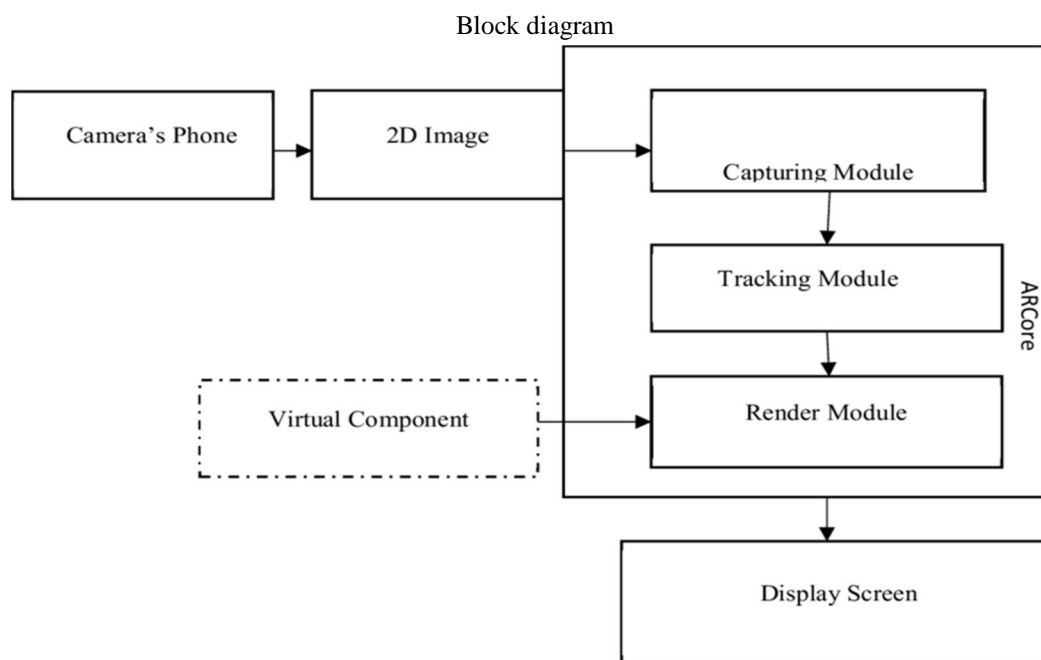 Block diagram
Camera's Phone
2D Image
Capturing Module
Tracking Module
ARCore
Virtual Component
Render Module
Display Screen